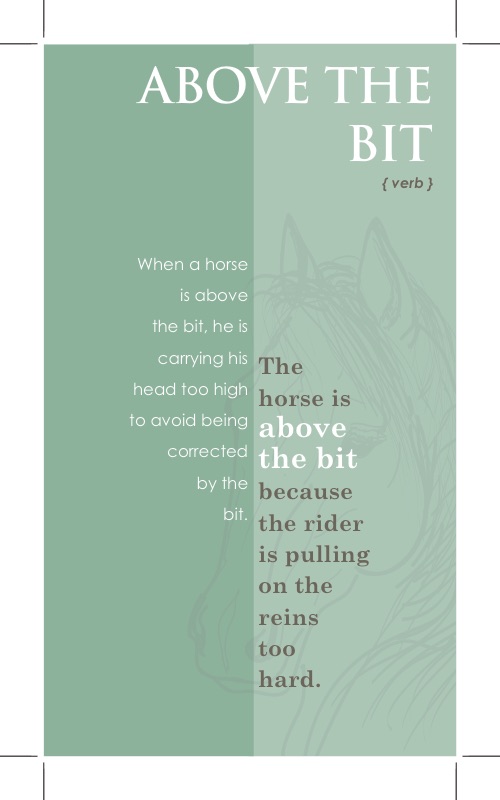 ABOVE THE
BIT
{ verb }
When a horse
is above
the bit, he is
carrying his
head too high
to avoid being
corrected
by the
bit.
The
horse is
above
the bit
because
the rider
is pulling
on the
reins
too
hard.